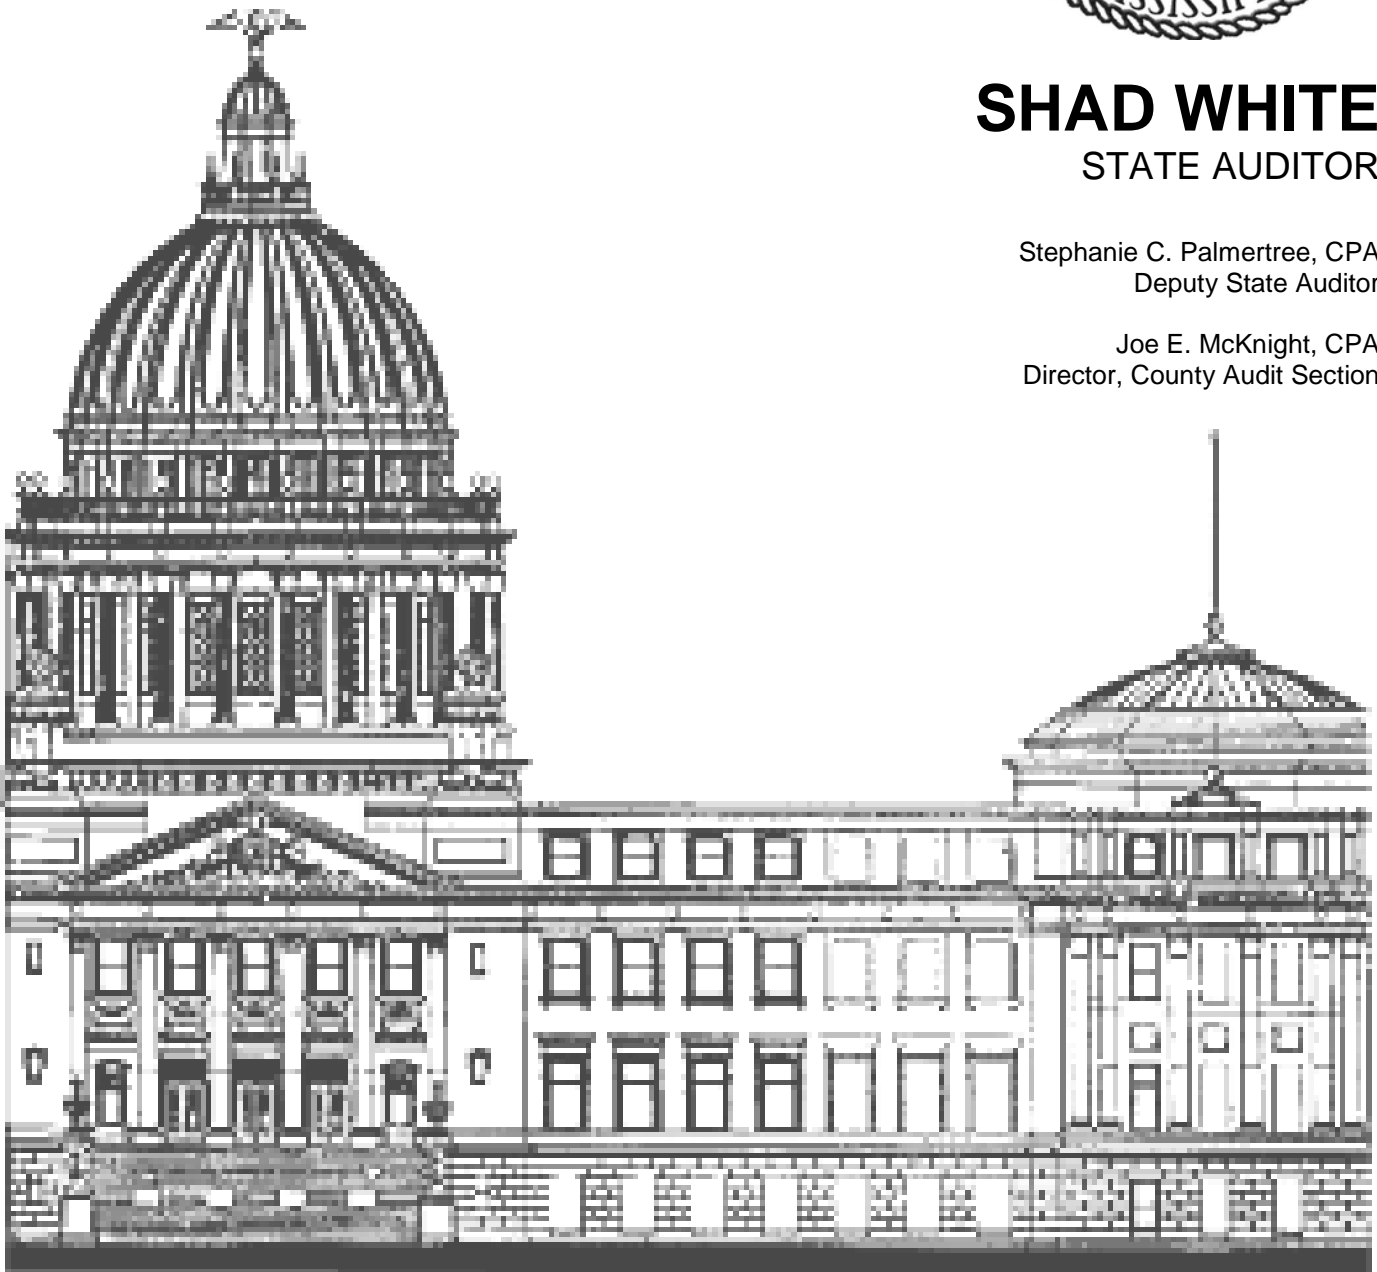 SHAD WHITE
STATE AUDITOR
Stephanie C. Palmertree, CPA
Deputy State Auditor
Joe E. McKnight, CPA
Director, County Audit Section